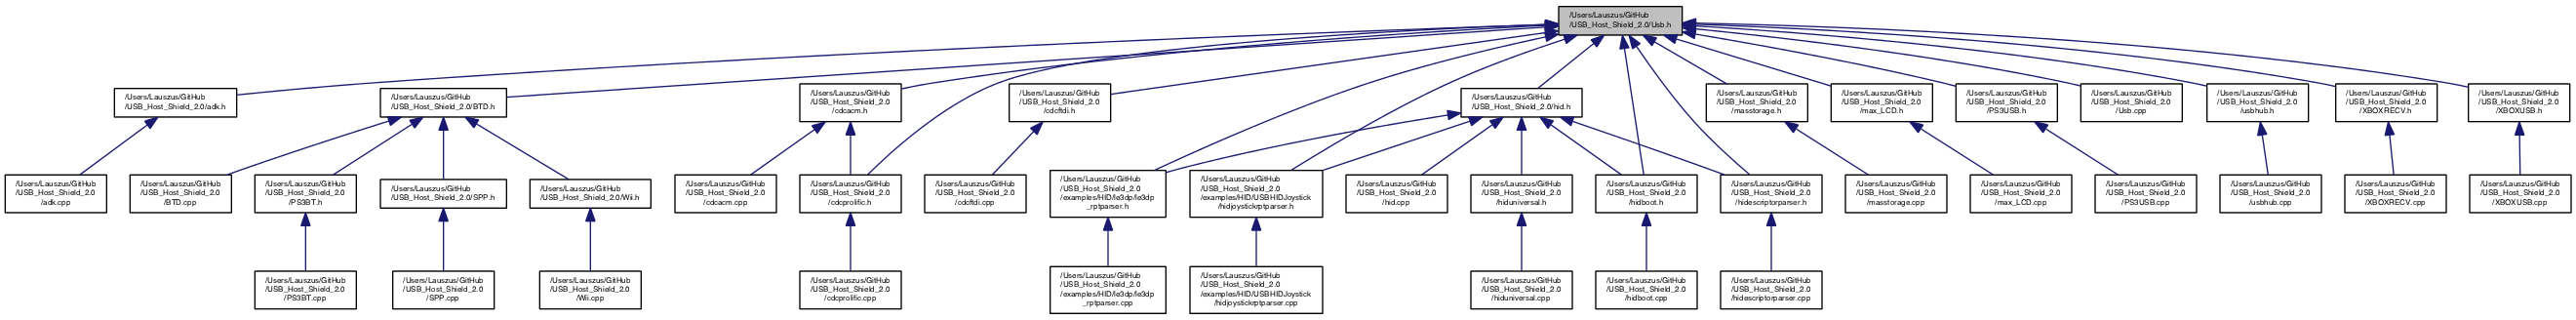 /Users/Lauszus/GitHub
/USB_Host_Shield_2.0/Usb.h
/Users/Lauszus/GitHub
/USB_Host_Shield_2.0/adk.h
/Users/Lauszus/GitHub
/USB_Host_Shield_2.0/BTD.h
/Users/Lauszus/GitHub
/USB_Host_Shield_2.0
/cdcacm.h
/Users/Lauszus/GitHub
/USB_Host_Shield_2.0
/cdcftdi.h
/Users/Lauszus/GitHub
/USB_Host_Shield_2.0/hid.h
/Users/Lauszus/GitHub
/USB_Host_Shield_2.0
/masstorage.h
/Users/Lauszus/GitHub
/USB_Host_Shield_2.0
/max_LCD.h
/Users/Lauszus/GitHub
/USB_Host_Shield_2.0
/PS3USB.h
/Users/Lauszus/GitHub
/USB_Host_Shield_2.0
/Usb.cpp
/Users/Lauszus/GitHub
/USB_Host_Shield_2.0
/usbhub.h
/Users/Lauszus/GitHub
/USB_Host_Shield_2.0
/XBOXRECV.h
/Users/Lauszus/GitHub
/USB_Host_Shield_2.0
/XBOXUSB.h
/Users/Lauszus/GitHub
/USB_Host_Shield_2.0
/adk.cpp
/Users/Lauszus/GitHub
/USB_Host_Shield_2.0
/BTD.cpp
/Users/Lauszus/GitHub
/USB_Host_Shield_2.0
/PS3BT.h
/Users/Lauszus/GitHub
/USB_Host_Shield_2.0/SPP.h
/Users/Lauszus/GitHub
/USB_Host_Shield_2.0/Wii.h
/Users/Lauszus/GitHub
/USB_Host_Shield_2.0
/cdcacm.cpp
/Users/Lauszus/GitHub
/USB_Host_Shield_2.0
/cdcprolific.h
/Users/Lauszus/GitHub
/USB_Host_Shield_2.0
/cdcftdi.cpp
/Users/Lauszus/GitHub
/USB_Host_Shield_2.0
/examples/HID/le3dp/le3dp
_rptparser.h
/Users/Lauszus/GitHub
/USB_Host_Shield_2.0
/examples/HID/USBHIDJoystick
/hidjoystickrptparser.h
/Users/Lauszus/GitHub
/USB_Host_Shield_2.0
/hid.cpp
/Users/Lauszus/GitHub
/USB_Host_Shield_2.0
/hiduniversal.h
/Users/Lauszus/GitHub
/USB_Host_Shield_2.0
/hidboot.h
/Users/Lauszus/GitHub
/USB_Host_Shield_2.0
/hidescriptorparser.h
/Users/Lauszus/GitHub
/USB_Host_Shield_2.0
/masstorage.cpp
/Users/Lauszus/GitHub
/USB_Host_Shield_2.0
/max_LCD.cpp
/Users/Lauszus/GitHub
/USB_Host_Shield_2.0
/PS3USB.cpp
/Users/Lauszus/GitHub
/USB_Host_Shield_2.0
/usbhub.cpp
/Users/Lauszus/GitHub
/USB_Host_Shield_2.0
/XBOXRECV.cpp
/Users/Lauszus/GitHub
/USB_Host_Shield_2.0
/XBOXUSB.cpp
/Users/Lauszus/GitHub
/USB_Host_Shield_2.0
/PS3BT.cpp
/Users/Lauszus/GitHub
/USB_Host_Shield_2.0
/SPP.cpp
/Users/Lauszus/GitHub
/USB_Host_Shield_2.0
/Wii.cpp
/Users/Lauszus/GitHub
/USB_Host_Shield_2.0
/cdcprolific.cpp
/Users/Lauszus/GitHub
/USB_Host_Shield_2.0
/examples/HID/le3dp/le3dp
_rptparser.cpp
/Users/Lauszus/GitHub
/USB_Host_Shield_2.0
/examples/HID/USBHIDJoystick
/hidjoystickrptparser.cpp
/Users/Lauszus/GitHub
/USB_Host_Shield_2.0
/hiduniversal.cpp
/Users/Lauszus/GitHub
/USB_Host_Shield_2.0
/hidboot.cpp
/Users/Lauszus/GitHub
/USB_Host_Shield_2.0
/hidescriptorparser.cpp